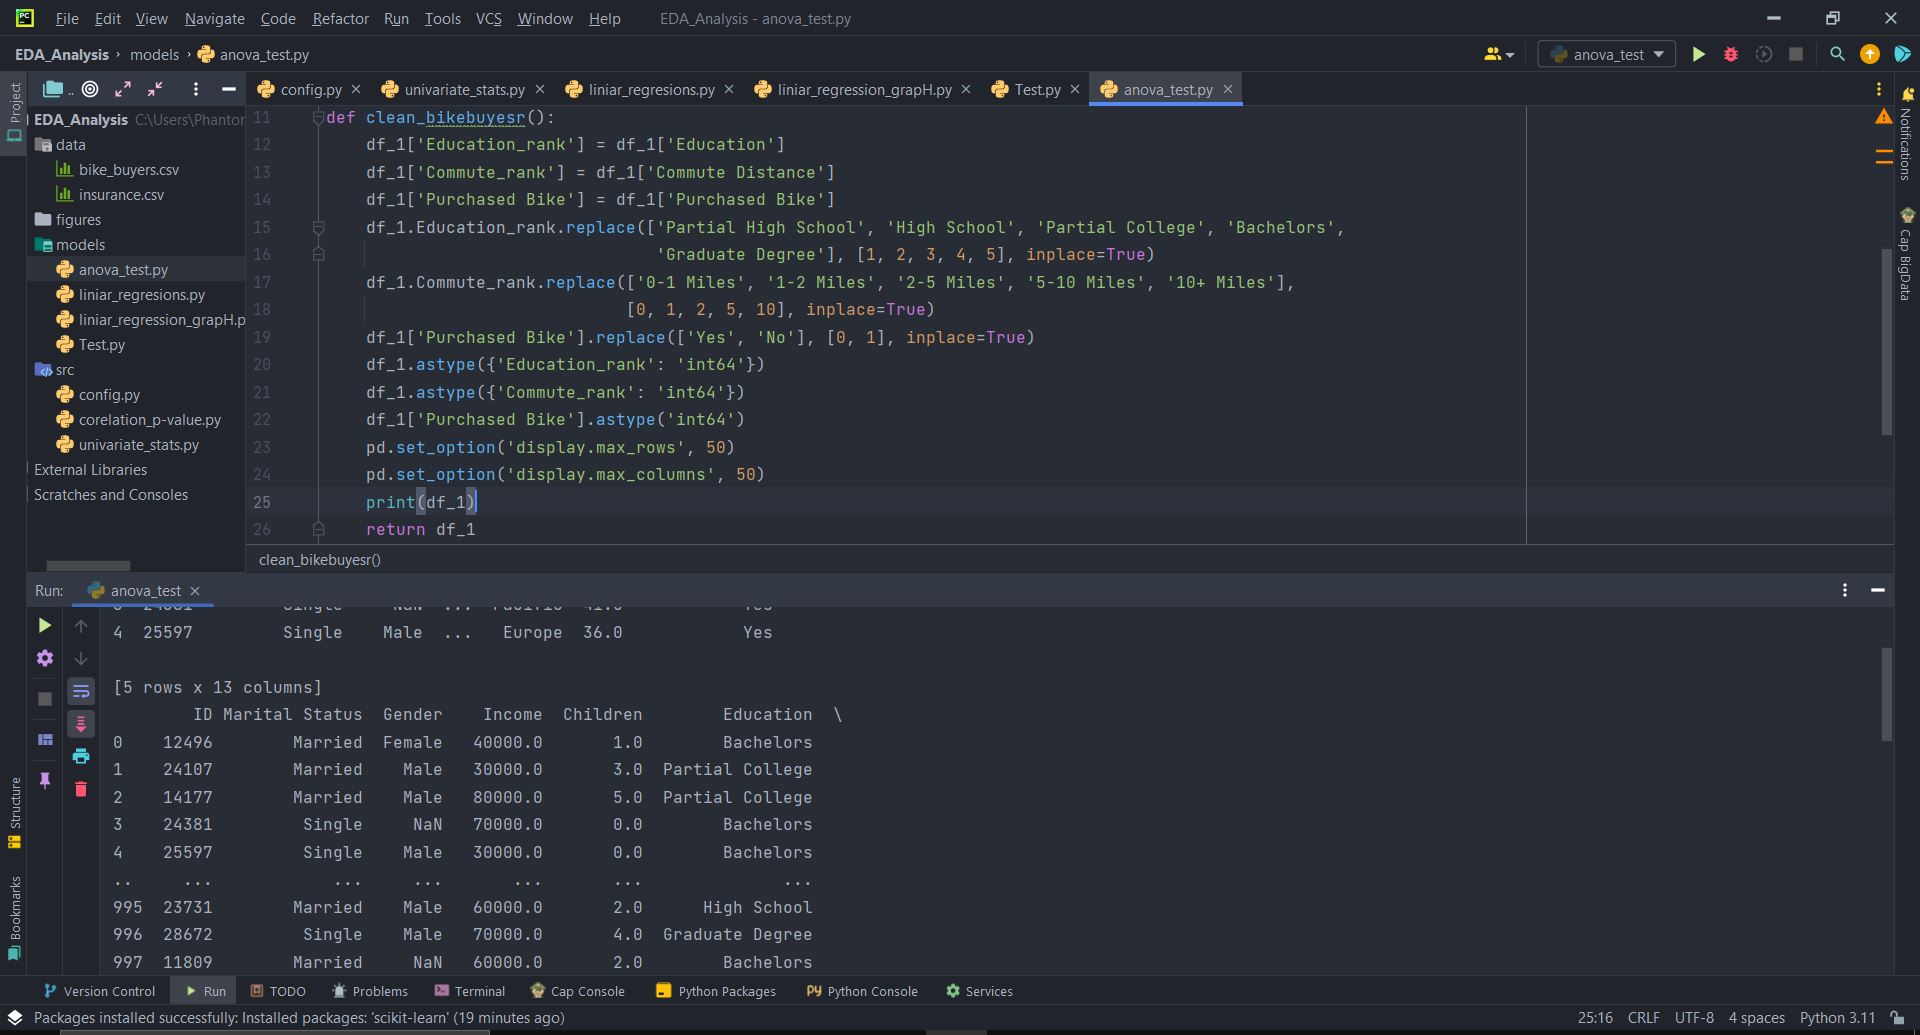 File Edit View Navigate Code Refactor Run Tools VCS Window Help EDA_Analysis - anova_test.py
EDA_Analysis › models › anova_test.py anova_test
Project
config.py univariate_stats.py liniar_regresions.py liniar_regression_grapH.py Test.py anova_test.py
EDA_Analysis C:\Users\Phantor
data
bike_buyers.csv
insurance.csv
figures
models
anova_test.py
liniar_regresions.py
liniar_regression_grapH.p
Test.py
src
config.py
corelation_p-value.py
univariate_stats.py
External Libraries
Scratches and Consoles
11 def clean_bikebuyesr():
12 df_1['Education_rank'] = df_1['Education']
13 df_1['Commute_rank'] = df_1['Commute Distance']
14 df_1['Purchased Bike'] = df_1['Purchased Bike']
15 df_1.Education_rank.replace(['Partial High School', 'High School', 'Partial College', 'Bachelors',
16 'Graduate Degree'], [1, 2, 3, 4, 5], inplace=True)
17 df_1.Commute_rank.replace(['0-1 Miles', '1-2 Miles', '2-5 Miles', '5-10 Miles', '10+ Miles'],
18 [0, 1, 2, 5, 10], inplace=True)
19 df_1['Purchased Bike'].replace(['Yes', 'No'], [0, 1], inplace=True)
20 df_1.astype({'Education_rank': 'int64'})
21 df_1.astype({'Commute_rank': 'int64'})
22 df_1['Purchased Bike'].astype('int64')
23 pd.set_option('display.max_rows', 50)
24 pd.set_option('display.max_columns', 50)
25 print(df_1)
26 return df_1
clean_bikebuyesr()
Notifications
Cap BigData
Run: anova_test
4 25597 Single Male ... Europe 36.0 Yes
[5 rows x 13 columns]
ID Marital Status Gender Income Children Education \
0 12496 Married Female 40000.0 1.0 Bachelors
1 24107 Married Male 30000.0 3.0 Partial College
2 14177 Married Male 80000.0 5.0 Partial College
3 24381 Single NaN 70000.0 0.0 Bachelors
4 25597 Single Male 30000.0 0.0 Bachelors
.. ... ... ... ... ... ...
995 23731 Married Male 60000.0 2.0 High School
996 28672 Single Male 70000.0 4.0 Graduate Degree
997 11809 Married NaN 60000.0 2.0 Bachelors
Structure
Bookmarks
Version Control Run TODO Problems Terminal Cap Console Python Packages Python Console Services
Packages installed successfully: Installed packages: 'scikit-learn' (19 minutes ago) 25:16 CRLF UTF-8 4 spaces Python 3.11